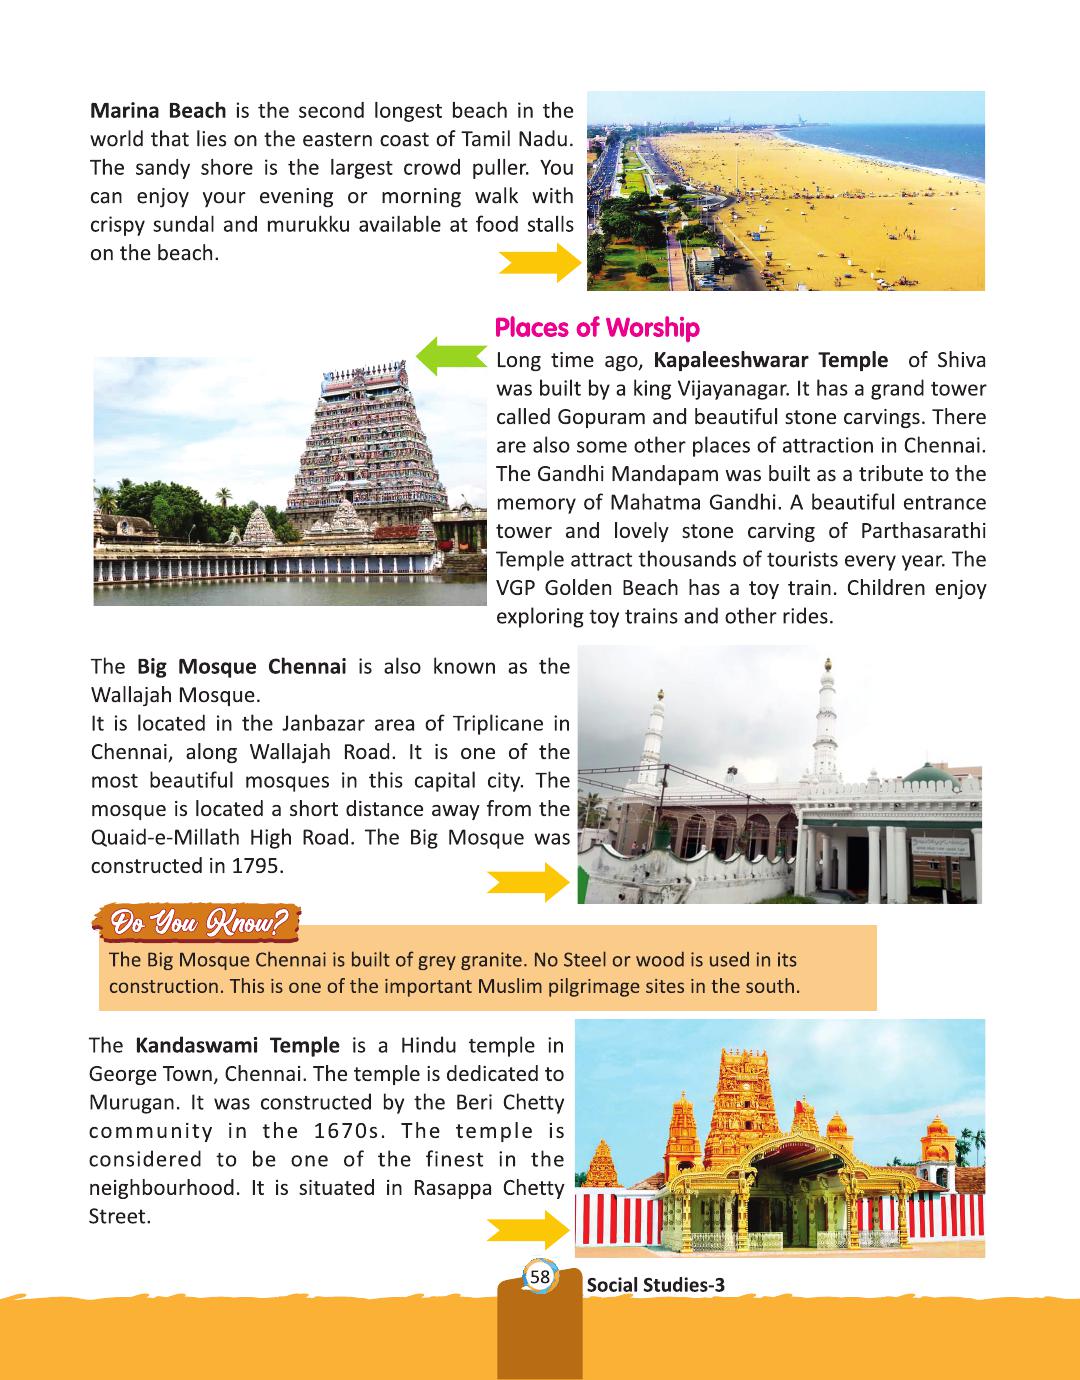 Marina Beach is the second longest beach in the
world that lies on the eastern coast of Tamil Nadu.
The sandy shore is the largest crowd puller. You
can enjoy your evening or morning walk with
crispy sundal and murukku available at food stalls
on the beach.
Places of Worship
Long time ago, Kapaleeshwarar Temple of Shiva
was built by a king Vijayanagar. It has a grand tower
called Gopuram and beautiful stone carvings. There
are also some other places of attraction in Chennai.
The Gandhi Mandapam was built as a tribute to the
memory of Mahatma Gandhi. A beautiful entrance
tower and lovely stone carving of Parthasarathi
Temple attract thousands of tourists every year. The
VGP Golden Beach has a toy train. Children enjoy
exploring toy trains and other rides.
The Big Mosque Chennai is also known as the
Wallajah Mosque.
It is located in the Janbazar area of Triplicane in
Chennai, along Wallajah Road. It is one of the
most beautiful mosques in this capital city. The
mosque is located a short distance away from the
Quaid-e-Millath High Road. The Big Mosque was
constructed in 1795.
Do You Know?
The Big Mosque Chennai is built of grey granite. No Steel or wood is used in its
construction. This is one of the important Muslim pilgrimage sites in the south.
The Kandaswami Temple is a Hindu temple in
George Town, Chennai. The temple is dedicated to
Murugan. It was constructed by the Beri Chetty
community in the 1670s. The temple is
considered to be one of the finest in the
neighbourhood. It is situated in Rasappa Chetty
Street.
58
Social Studies-3